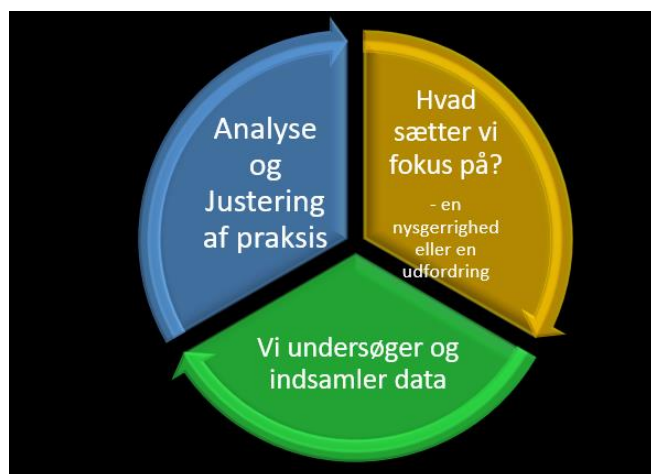 Hvad
sætter vi
fokus på?
- en
nysgerrighed
eller en
udfordring
Vi undersøger og
indsamler data
Analyse
og
Justering
af praksis